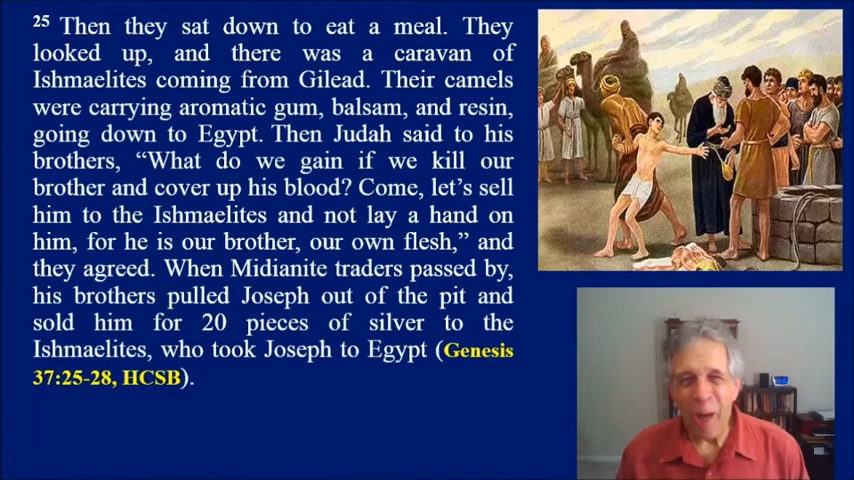 25 Then they sat down to eat a meal. They
looked up, and there was a caravan of
Ishmaelites coming from Gilead. Their camels
were carrying aromatic gum, balsam, and resin,
going down to Egypt. Then Judah said to his
brothers, “What do we gain if we kill our
brother and cover up his blood? Come, let’s sell
him to the Ishmaelites and not lay a hand on
him, for he is our brother, our own flesh,” and
they agreed. When Midianite traders passed by,
his brothers pulled Joseph out of the pit and
sold him for 20 pieces of silver to the
Ishmaelites, who took Joseph to Egypt (Genesis
37:25-28, HCSB).